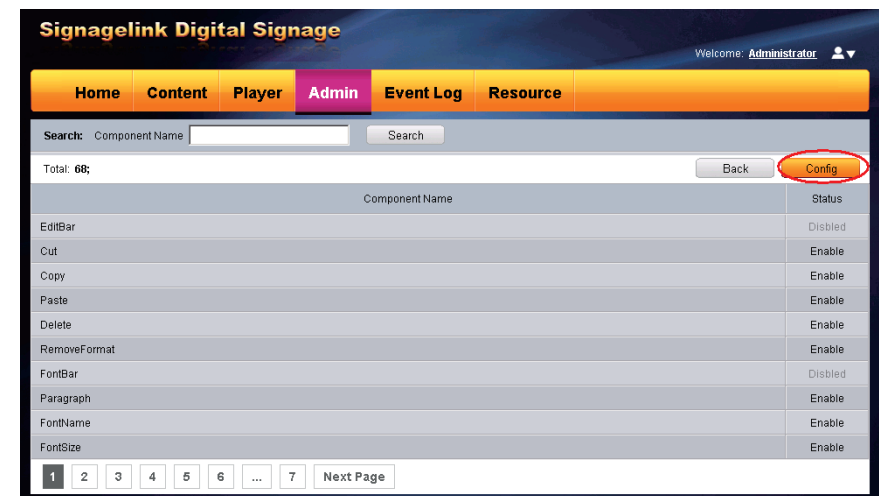 Signagelink Digital Signage
Welcome: Administrator
Home Content Player Admin Event Log Resource
Search: Component Name Search
Total: 68; Back Config
Component Name Status
EditBar Disbled
Cut Enable
Copy Enable
Paste Enable
Delete Enable
RemoveFormat Enable
FontBar Disbled
Paragraph Enable
FontName Enable
FontSize Enable
1 2 3 4 5 6 ... 7 Next Page